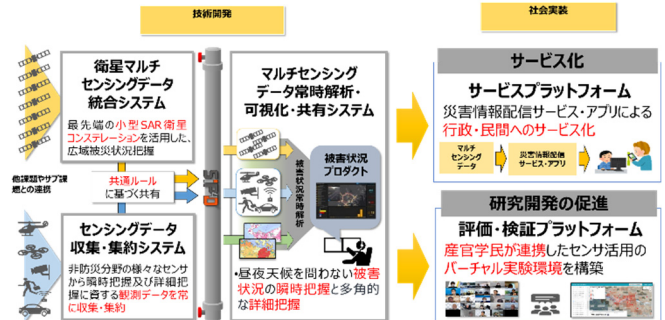 技術開発
社会実装
衛星マルチ
センシングデータ
統合システム
最先端の小型SAR衛星
コンステレーションを活用した、
広域被災状況把握
他課題やサブ課
題との連携
共通ルール
に基づく共有
センシングデータ
収集・集約システム
非防災分野の様々なセンサ
から瞬時把握及び詳細把
握に資する観測データを常
に収集・集約
マルチセンシング
データ常時解析・
可視化・共有システム
被害状況常時解析
被害状況
プロダクト
・昼夜天候を問わない被害
状況の瞬時把握と多角的
な詳細把握
サービス化
サービスプラットフォーム
災害情報配信サービス・アプリによる
行政・民間へのサービス化
マルチ
センシング
データ
災害情報配信
サービス・アプリ
研究開発の促進
評価・検証プラットフォーム
産官学民が連携したセンサ活用の
バーチャル実験環境を構築